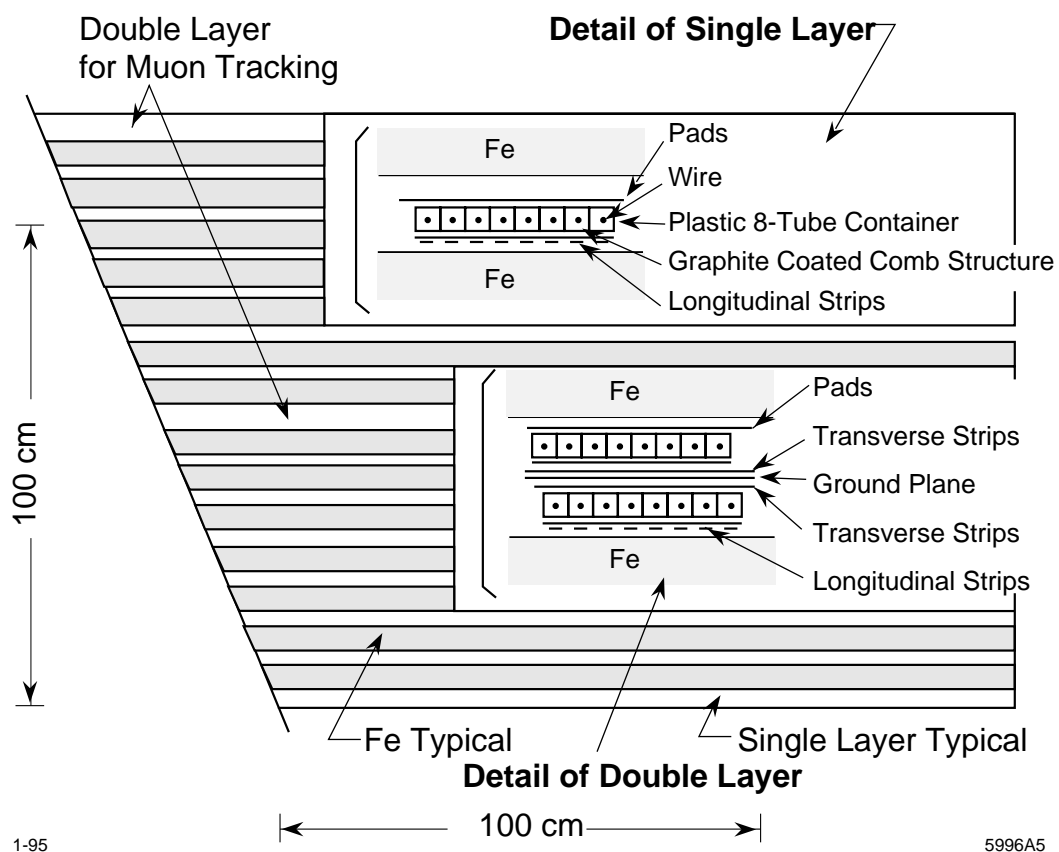 Double Layer
for Muon Tracking
Detail of Single Layer
Fe
Pads
Wire
Plastic 8-Tube Container
Graphite Coated Comb Structure
Fe
Longitudinal Strips
Fe
Pads
Transverse Strips
Ground Plane
Transverse Strips
Fe
Longitudinal Strips
100 cm
Fe Typical
Single Layer Typical
Detail of Double Layer
100 cm
1-95
5996A5